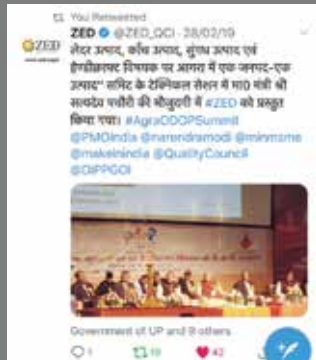 You Retweeted
ZED @ZED_QCI · 28/02/19
लेदर उत्पाद, काँच उत्पाद, सुगंध उत्पाद एवं
हैण्डीक्राफ्ट विषयक पर आगरा में एक जनपद-एक
उत्पाद" समिट के टेक्निकल सेशन में मा0 मंत्री श्री
सत्यदेव पचौरी की मौजूदगी में #ZED को प्रस्तुत
किया गया। #AgraODOPSummit
@PMOIndia @narendramodi @minmsme
@makeinindia @QualityCouncil
@DIPPGOI
ZED
Government of UP and 9 others
1 19 42